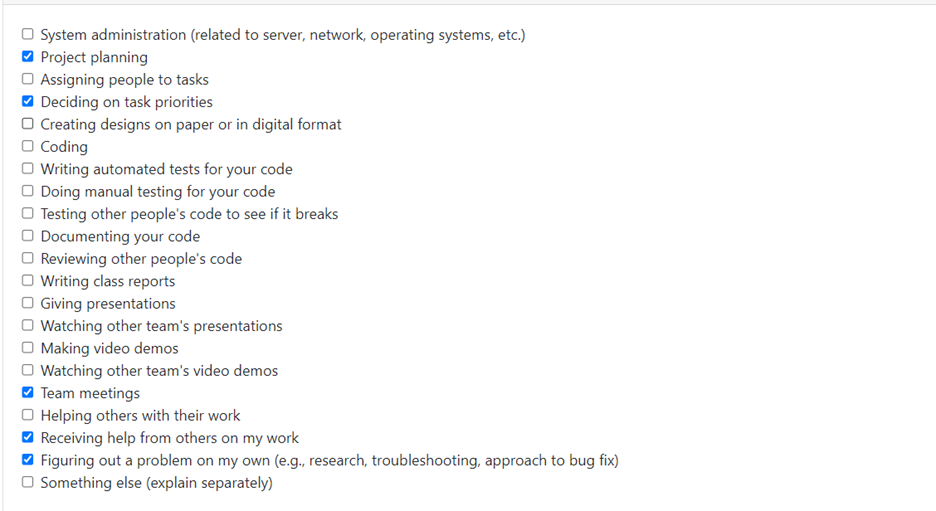 System administration (related to server, network, operating systems, etc.)
Project planning
Assigning people to tasks
Deciding on task priorities
Creating designs on paper or in digital format
Coding
Writing automated tests for your code
Doing manual testing for your code
Testing other people's code to see if it breaks
Documenting your code
Reviewing other people's code
Writing class reports
Giving presentations
Watching other team's presentations
Making video demos
Watching other team's video demos
Team meetings
Helping others with their work
Receiving help from others on my work
Figuring out a problem on my own (e.g., research, troubleshooting, approach to bug fix)
Something else (explain separately)